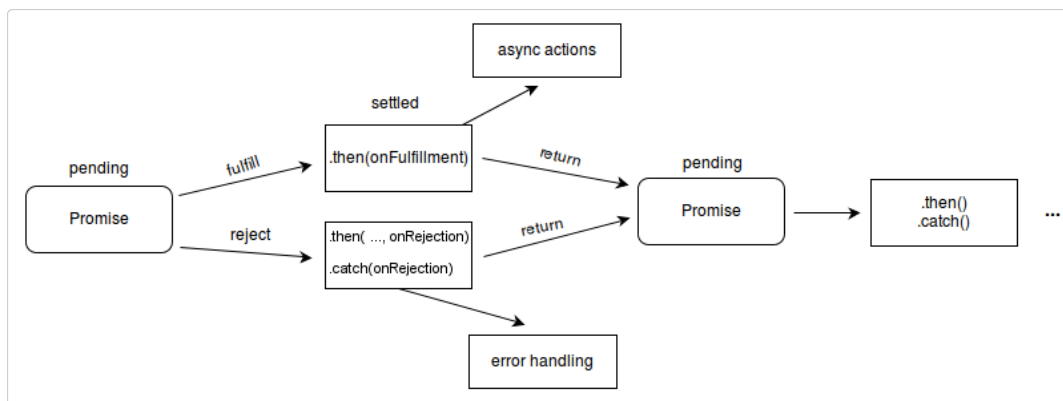 async actions
settled
.then(onFulfillment)
return
fulfill
pending
Promise
reject
.then( ..., onRejection)
.catch(onRejection)
return
error handling
pending
Promise
.then()
.catch()
...